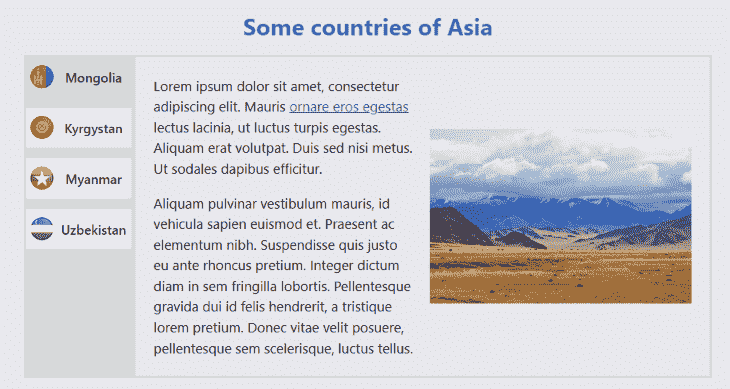 Some countries of Asia
Mongolia
Kyrgystan
Myanmar
Uzbekistan
Lorem ipsum dolor sit amet, consectetur
adipiscing elit. Mauris ornare eros egestas
lectus lacinia, ut luctus turpis egestas.
Aliquam erat volutpat. Duis sed nisi metus.
Ut sodales dapibus efficitur.
Aliquam pulvinar vestibulum mauris, id
vehicula sapien euismod et. Praesent ac
elementum nibh. Suspendisse quis justo
eu ante rhoncus pretium. Integer dictum
diam in sem fringilla lobortis. Pellentesque
gravida dui id felis hendrerit, a tristique
lorem pretium. Donec vitae velit posuere,
pellentesque sem scelerisque, luctus tellus.